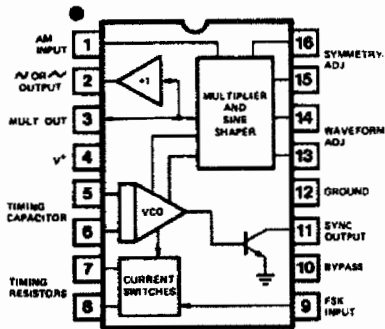 AM
INPUT
1
∿ OR ⩘
OUTPUT
2
MULT OUT
3
V+
4
TIMING
CAPACITOR
5
6
TIMING
RESISTORS
7
8
+1
MULTIPLIER
AND
SINE
SHAPER
VCO
CURRENT
SWITCHES
16
SYMMETRY
ADJ
15
14
WAVEFORM
ADJ
13
12
GROUND
11
SYNC
OUTPUT
10
BYPASS
9
FSK
INPUT